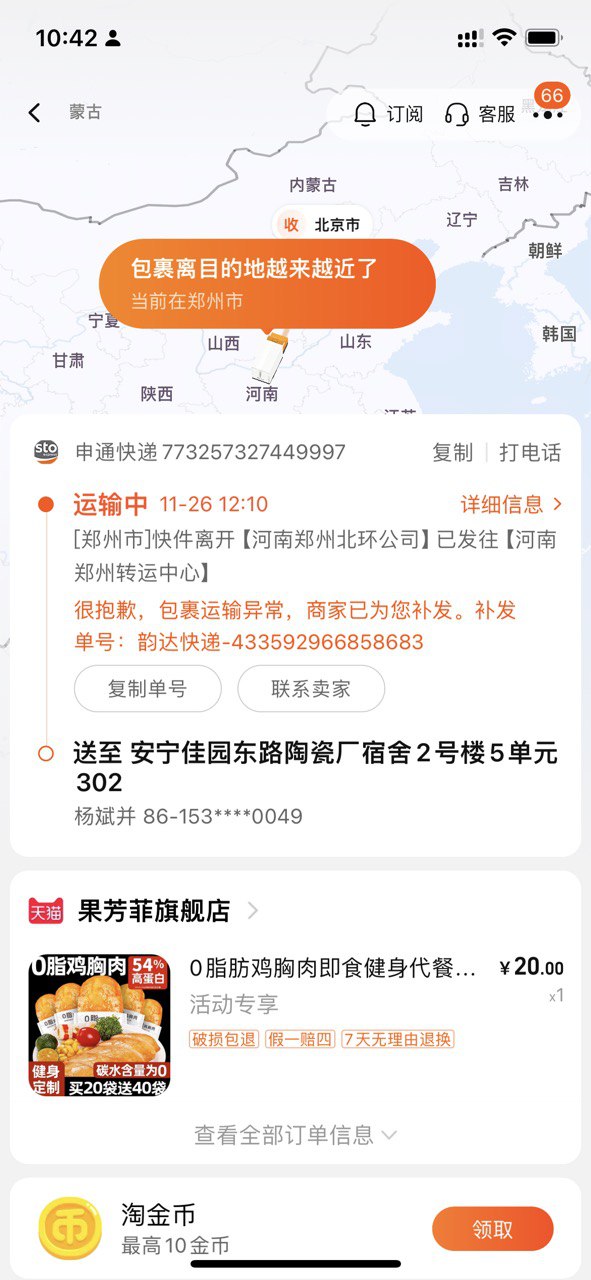 10:42
蒙古
订阅
客服
66
内蒙古
吉林
收 北京市
辽宁
朝鲜
包裹离目的地越来越近了
当前在郑州市
宁夏
山西
山东
韩国
甘肃
陕西
河南
sto
申通快递 773257327449997
复制
打电话
运输中 11-26 12:10
详细信息
[郑州市]快件离开【河南郑州北环公司】已发往【河南
郑州转运中心】
很抱歉，包裹运输异常，商家已为您补发。补发
单号：韵达快递-433592966858683
复制单号
联系卖家
送至 安宁佳园东路陶瓷厂宿舍2号楼5单元
302
杨斌并 86-153****0049
天猫 果芳菲旗舰店
0脂鸡胸肉
54%
高蛋白
0脂
健身
定制
碳水含量为0
买20袋送40袋
0脂肪鸡胸肉即食健身代餐...
¥20.00
活动专享
x1
破损包退
假一赔四
7天无理由退换
查看全部订单信息
币
淘金币
最高10金币
领取